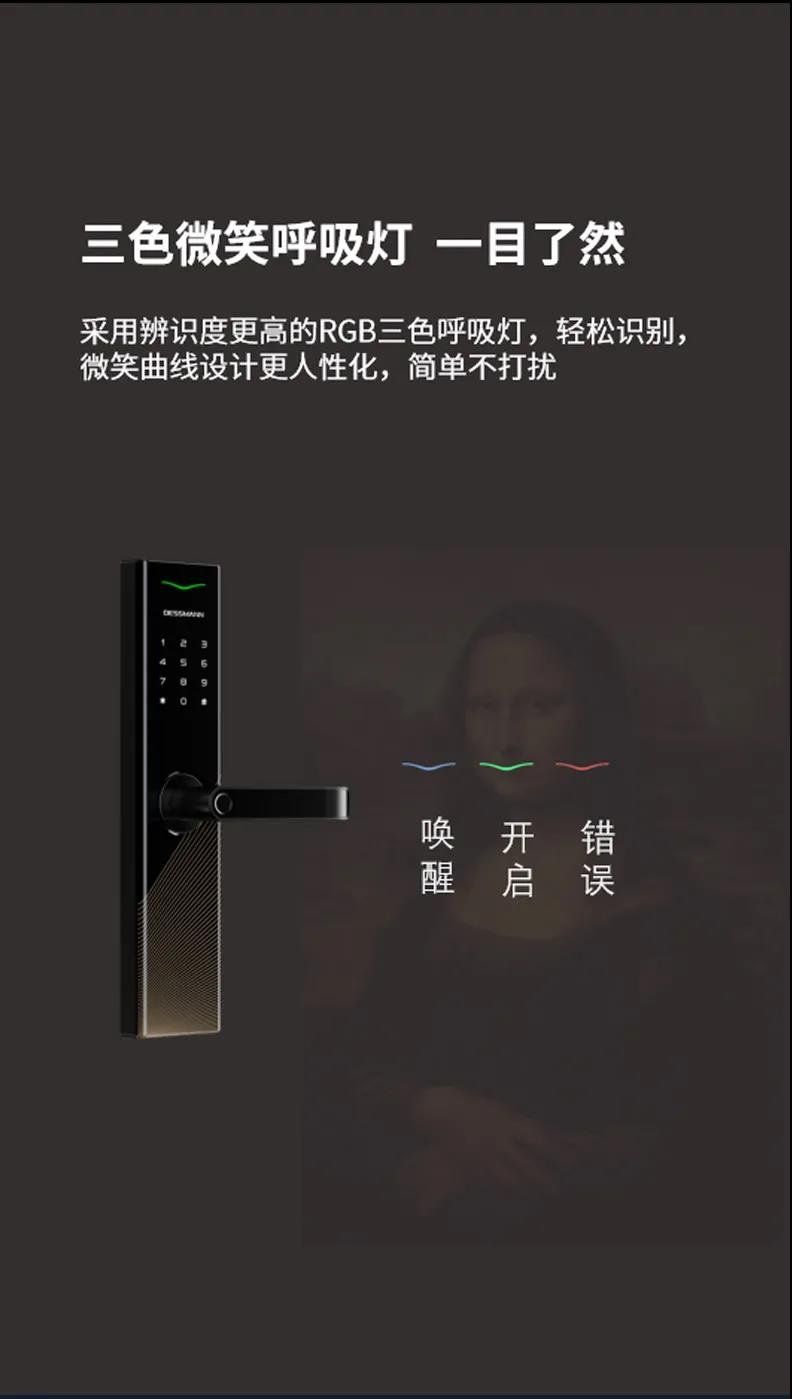 三色微笑呼吸灯 一目了然
采用辨识度更高的RGB三色呼吸灯，轻松识别，
微笑曲线设计更人性化，简单不打扰
DESSMANN
1 2 3
4 5 6
7 8 9
* 0 #
唤醒
开启
错误